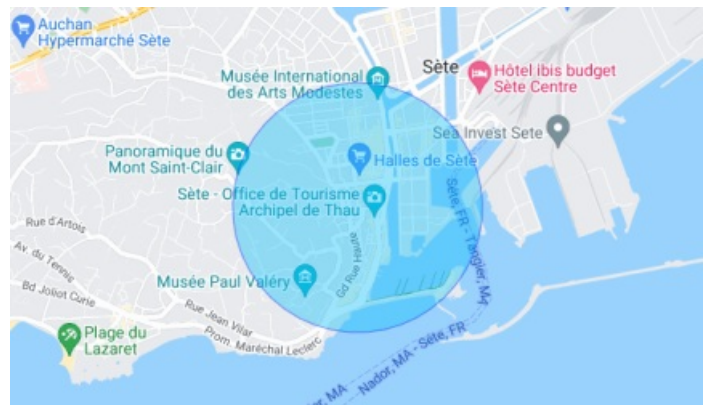 Auchan
Hypermarché Sète
Musée International
des Arts Modestes
Sète
Hôtel ibis budget
Sète Centre
Sea Invest Sete
Panoramique du
Mont Saint-Clair
Halles de Sète
Sète - Office de Tourisme
Archipel de Thau
Sète, FR - Tangier, MA
Rue d'Artois
Av. du Tennis
Bd Joliot Curie
Musée Paul Valéry
Gd Rue Haute
Rue Jean Vilar
Prom. Maréchal Leclerc
Plage du
Lazaret
Nador, MA - Sète, FR
MA